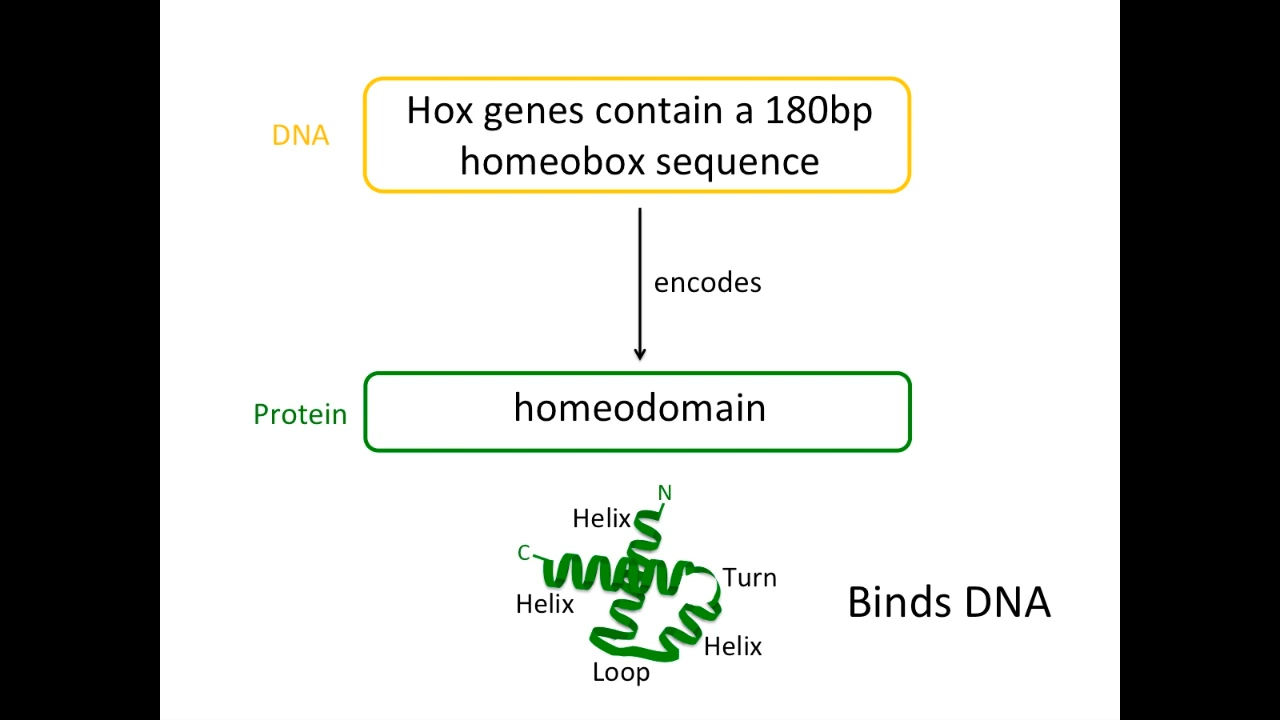 DNA
Hox genes contain a 180bp
homeobox sequence
encodes
Protein
homeodomain
N
Helix
C
Turn
Helix
Binds DNA
Helix
Loop